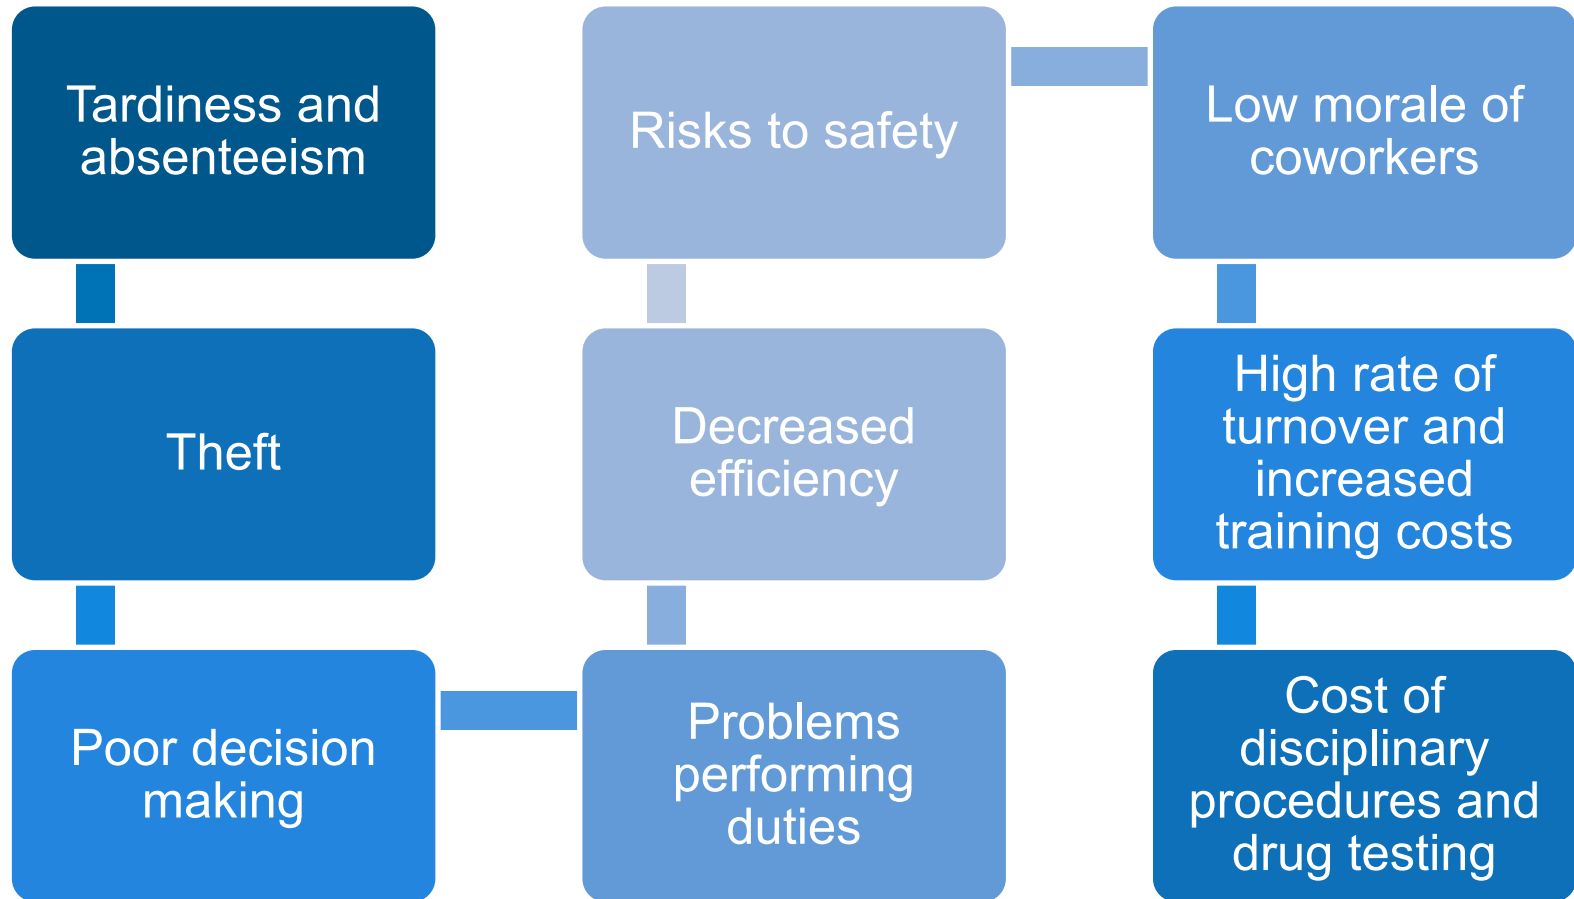 Tardiness and
absenteeism
Theft
Poor decision
making
Problems
performing
duties
Decreased
efficiency
Risks to safety
Low morale of
coworkers
High rate of
turnover and
increased
training costs
Cost of
disciplinary
procedures and
drug testing